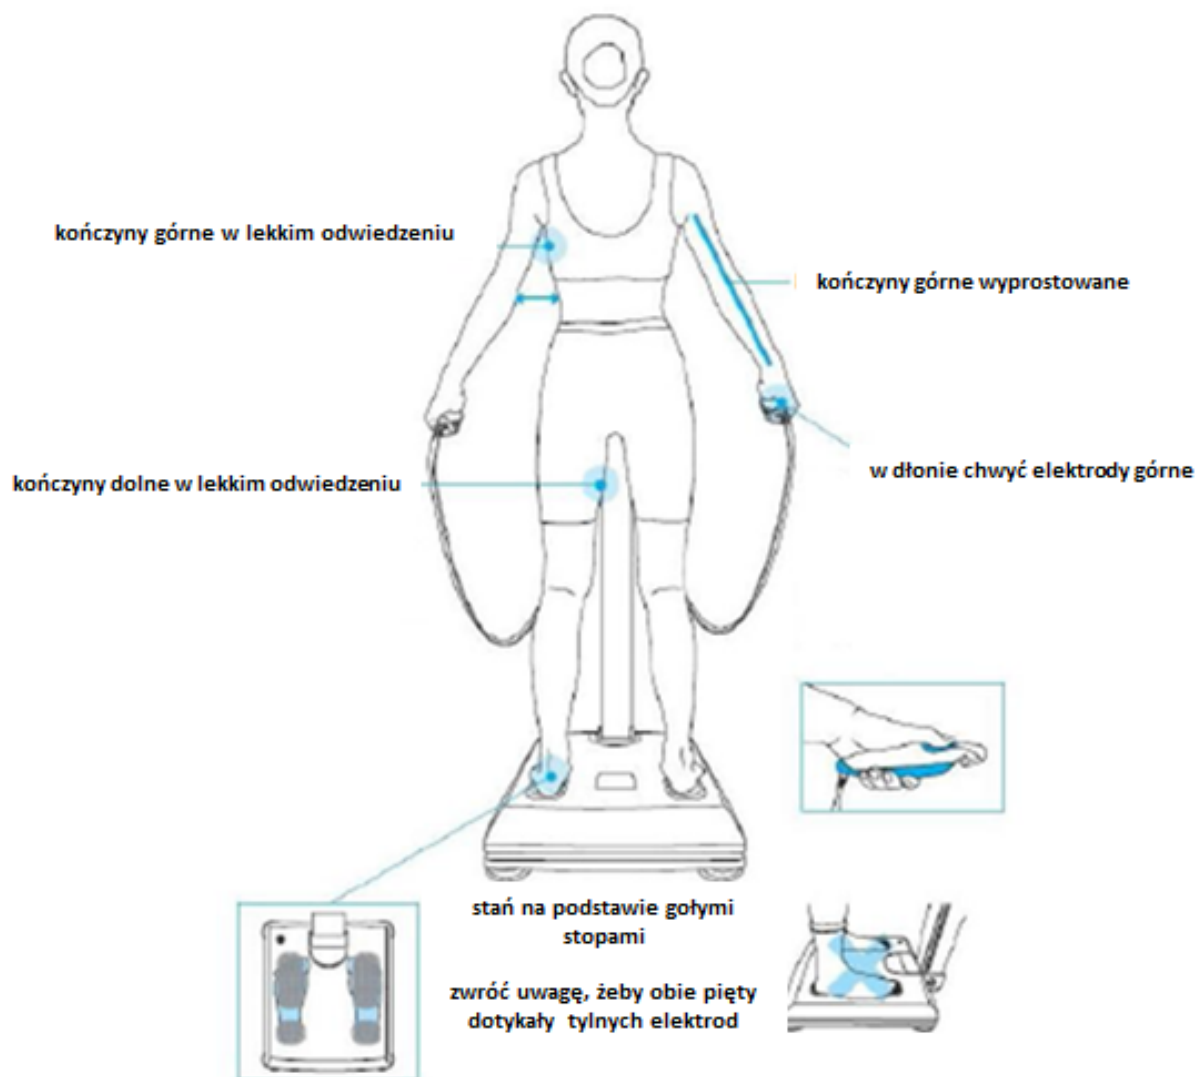 kończyny górne w lekkim odwiedzeniu
kończyny górne wyprostowane
w dłonie chwyć elektrody górne
kończyny dolne w lekkim odwiedzeniu
stań na podstawie gołymi
stopami
zwróć uwagę, żeby obie pięty
dotykały tylnych elektrod